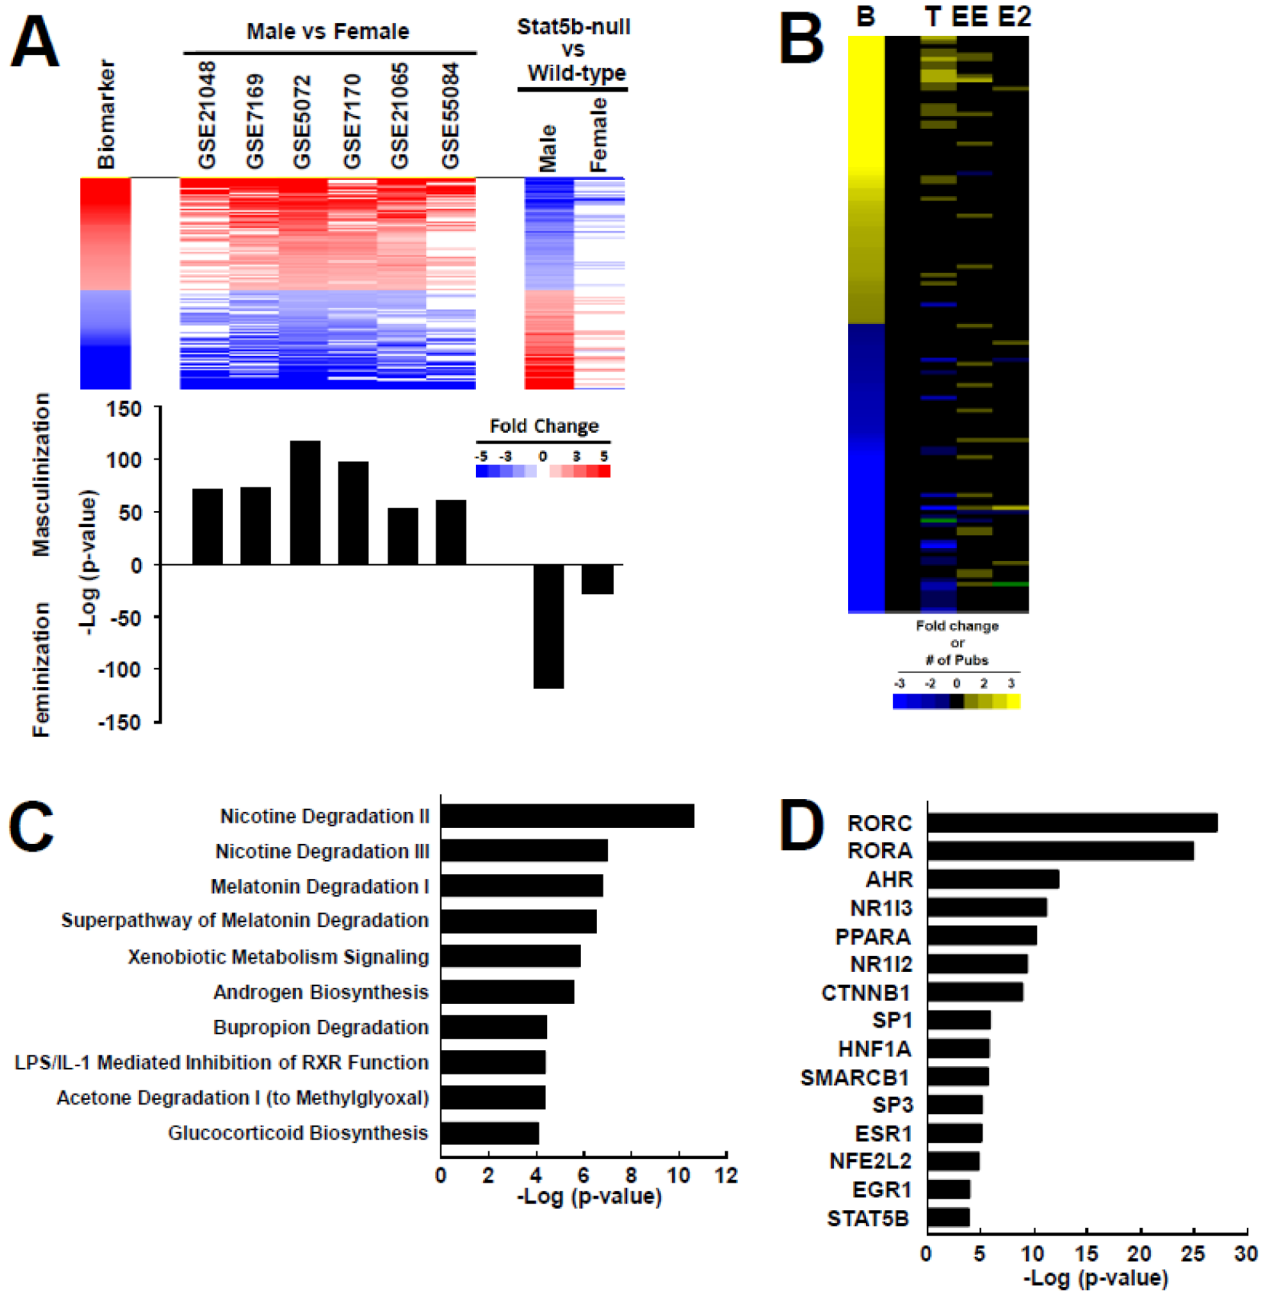 A
Male vs Female
Stat5b-null
vs
Wild-type
Biomarker
GSE21048
GSE7169
GSE5072
GSE7170
GSE21065
GSE55084
Male
Female
Masculinization
Feminization
-Log (p-value)
150
100
50
0
-50
-100
-150
Fold Change
-5 -3 0 3 5
B
B T EE E2
Fold change
or
# of Pubs
-3 -2 0 2 3
C
Nicotine Degradation II
Nicotine Degradation III
Melatonin Degradation I
Superpathway of Melatonin Degradation
Xenobiotic Metabolism Signaling
Androgen Biosynthesis
Bupropion Degradation
LPS/IL-1 Mediated Inhibition of RXR Function
Acetone Degradation I (to Methylglyoxal)
Glucocorticoid Biosynthesis
0 2 4 6 8 10 12
-Log (p-value)
D
RORC
RORA
AHR
NR1I3
PPARA
NR1I2
CTNNB1
SP1
HNF1A
SMARCB1
SP3
ESR1
NFE2L2
EGR1
STAT5B
0 5 10 15 20 25 30
-Log (p-value)